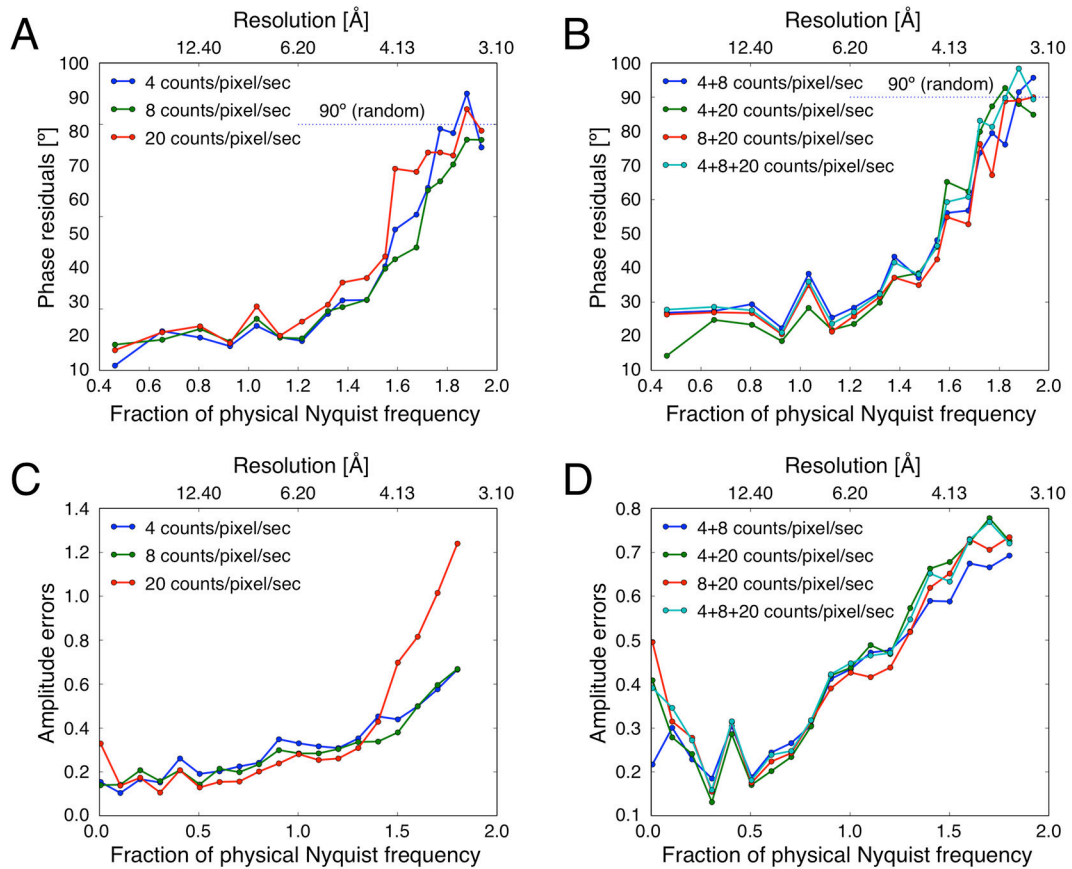 A
Resolution [Å]
12.40 6.20 4.13 3.10
100
90
80
70
60
50
40
30
20
10
Phase residuals [°]
4 counts/pixel/sec
8 counts/pixel/sec
20 counts/pixel/sec
90° (random)
0.4 0.6 0.8 1.0 1.2 1.4 1.6 1.8 2.0
Fraction of physical Nyquist frequency
B
Resolution [Å]
12.40 6.20 4.13 3.10
100
90
80
70
60
50
40
30
20
10
Phase residuals [°]
4+8 counts/pixel/sec
4+20 counts/pixel/sec
8+20 counts/pixel/sec
4+8+20 counts/pixel/sec
90° (random)
0.4 0.6 0.8 1.0 1.2 1.4 1.6 1.8 2.0
Fraction of physical Nyquist frequency
C
Resolution [Å]
12.40 6.20 4.13 3.10
1.4
1.2
1.0
0.8
0.6
0.4
0.2
0.0
Amplitude errors
4 counts/pixel/sec
8 counts/pixel/sec
20 counts/pixel/sec
0.0 0.5 1.0 1.5 2.0
Fraction of physical Nyquist frequency
D
Resolution [Å]
12.40 6.20 4.13 3.10
0.8
0.7
0.6
0.5
0.4
0.3
0.2
0.1
Amplitude errors
4+8 counts/pixel/sec
4+20 counts/pixel/sec
8+20 counts/pixel/sec
4+8+20 counts/pixel/sec
0.0 0.5 1.0 1.5 2.0
Fraction of physical Nyquist frequency